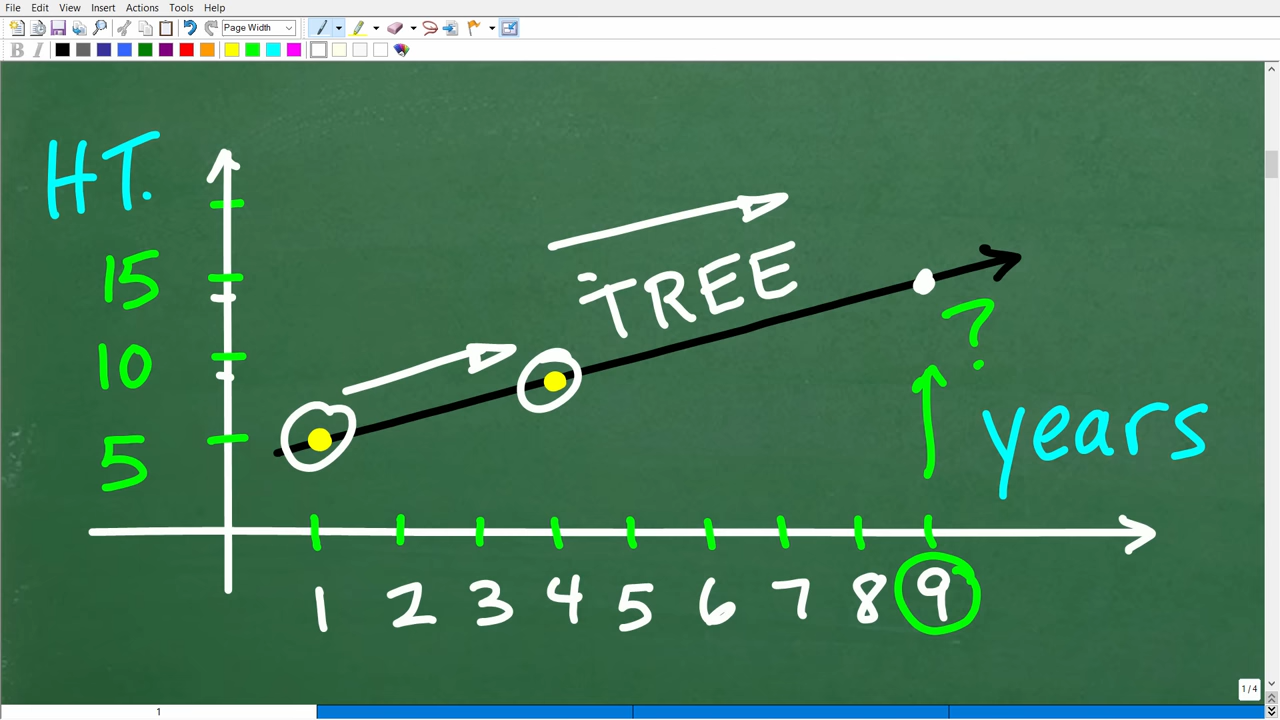 File Edit View Insert Actions Tools Help
Page Width
B I
HT.
TREE
15
10
5
?
years
1 2 3 4 5 6 7 8 9
1 / 4
1